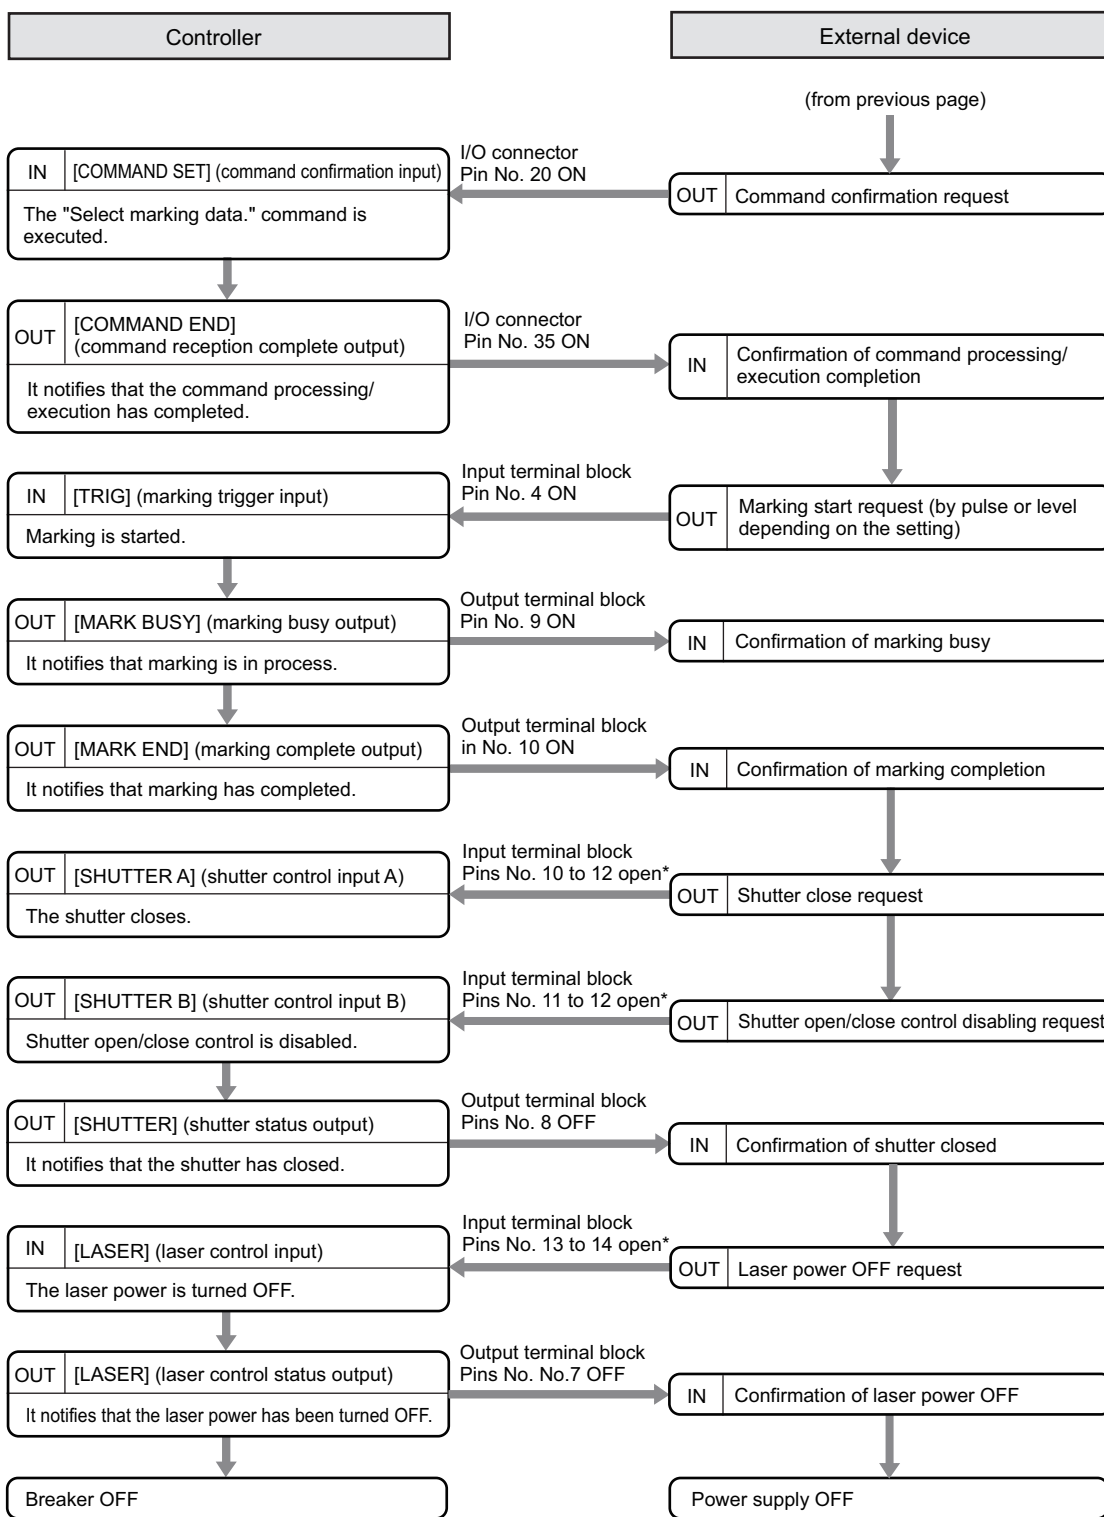 Controller
External device
(from previous page)
I/O connector
Pin No. 20 ON
IN [COMMAND SET] (command confirmation input)
The "Select marking data." command is
executed.
OUT Command confirmation request
OUT [COMMAND END]
(command reception complete output)
It notifies that the command processing/
execution has completed.
I/O connector
Pin No. 35 ON
IN Confirmation of command processing/
execution completion
Input terminal block
Pin No. 4 ON
IN [TRIG] (marking trigger input)
Marking is started.
OUT Marking start request (by pulse or level
depending on the setting)
Output terminal block
Pin No. 9 ON
OUT [MARK BUSY] (marking busy output)
It notifies that marking is in process.
IN Confirmation of marking busy
Output terminal block
in No. 10 ON
OUT [MARK END] (marking complete output)
It notifies that marking has completed.
IN Confirmation of marking completion
Input terminal block
Pins No. 10 to 12 open*
OUT [SHUTTER A] (shutter control input A)
The shutter closes.
OUT Shutter close request
Input terminal block
Pins No. 11 to 12 open*
OUT [SHUTTER B] (shutter control input B)
Shutter open/close control is disabled.
OUT Shutter open/close control disabling request
Output terminal block
Pins No. 8 OFF
OUT [SHUTTER] (shutter status output)
It notifies that the shutter has closed.
IN Confirmation of shutter closed
Input terminal block
Pins No. 13 to 14 open*
IN [LASER] (laser control input)
The laser power is turned OFF.
OUT Laser power OFF request
Output terminal block
Pins No. No.7 OFF
OUT [LASER] (laser control status output)
It notifies that the laser power has been turned OFF.
IN Confirmation of laser power OFF
Breaker OFF
Power supply OFF